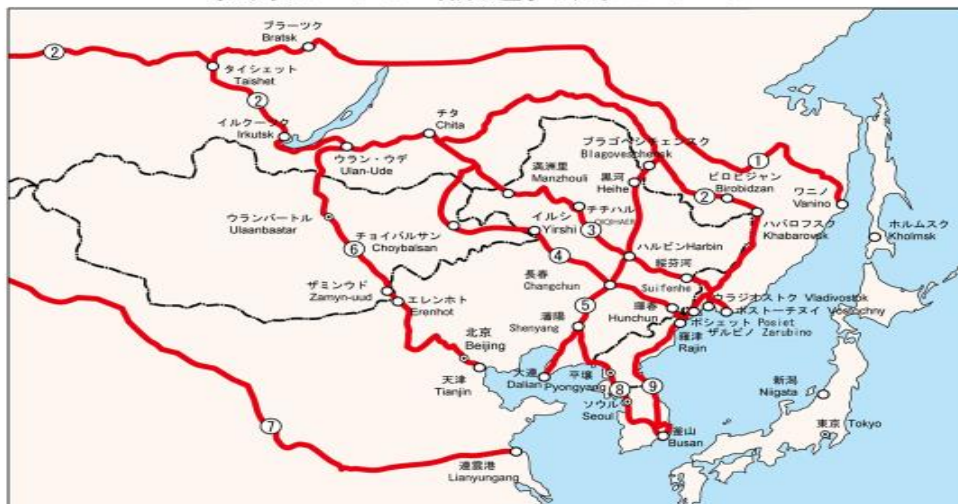 ブラーツク
Bratsk
②
タイシェット
Taishet
②
イルクーツク
Irkutsk
チタ
Chita
ウラン・ウデ
Ulan-Ude
満洲里
Manzhouli
ブラゴベシチェンスク
Blagoveschensk
黒河
Heihe
①
②
ビロビジャン
Birobidzan
ワニノ
Vanino
ウランバートル
Ulaanbaatar
チョイバルサン
Choybalsan
イルシ
Yirshi
チチハル
QIQIHAER
③
ハバロフスク
Khabarovsk
ホルムスク
Kholmsk
⑥
④
ハルビンHarbin
綏芬河
Suifenhe
長春
Changchun
ザミンウド
Zamyn-uud
エレンホト
Erenhot
⑤
瀋陽
Shenyang
琿春
Hunchun
ウラジオストク Vladivostok
ボストーチヌイ Vostochny
ポシェット Posiet
ザルビノ Zarubino
羅津
Rajin
北京
Beijing
天津
Tianjin
大連
Dalian
平壌
Pyongyang
⑧
⑨
ソウル
Seoul
新潟
Niigata
東京 Tokyo
⑦
釜山
Busan
連雲港
Lianyungang